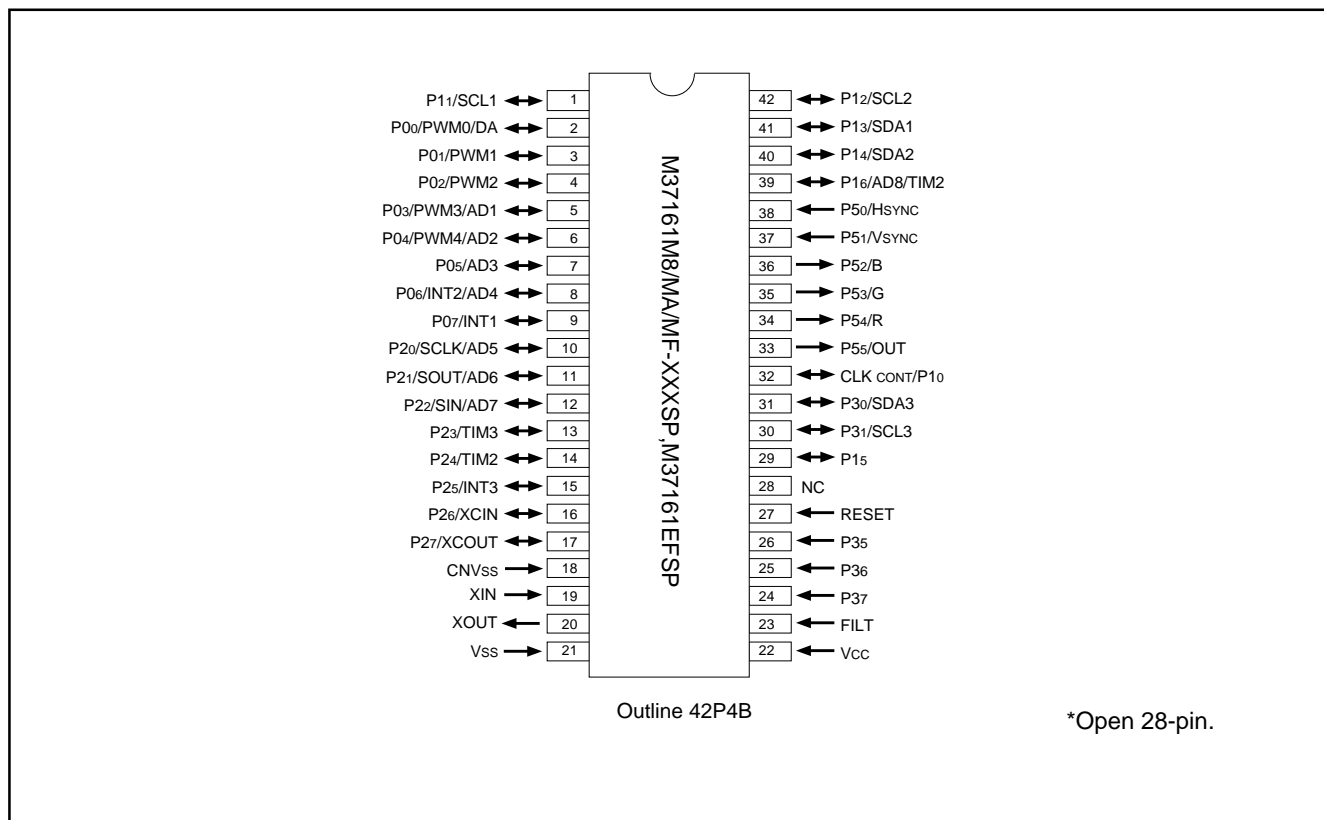 P11/SCL1 1
P00/PWM0/DA 2
P01/PWM1 3
P02/PWM2 4
P03/PWM3/AD1 5
P04/PWM4/AD2 6
P05/AD3 7
P06/INT2/AD4 8
P07/INT1 9
P20/SCLK/AD5 10
P21/SOUT/AD6 11
P22/SIN/AD7 12
P23/TIM3 13
P24/TIM2 14
P25/INT3 15
P26/XCIN 16
P27/XCOUT 17
CNVSS 18
XIN 19
XOUT 20
VSS 21
M37161M8/MA/MF-XXXSP,M37161EFSP
42 P12/SCL2
41 P13/SDA1
40 P14/SDA2
39 P16/AD8/TIM2
38 P50/HSYNC
37 P51/VSYNC
36 P52/B
35 P53/G
34 P54/R
33 P55/OUT
32 CLK CONT/P10
31 P30/SDA3
30 P31/SCL3
29 P15
28 NC
27 RESET
26 P35
25 P36
24 P37
23 FILT
22 VCC
Outline 42P4B
*Open 28-pin.